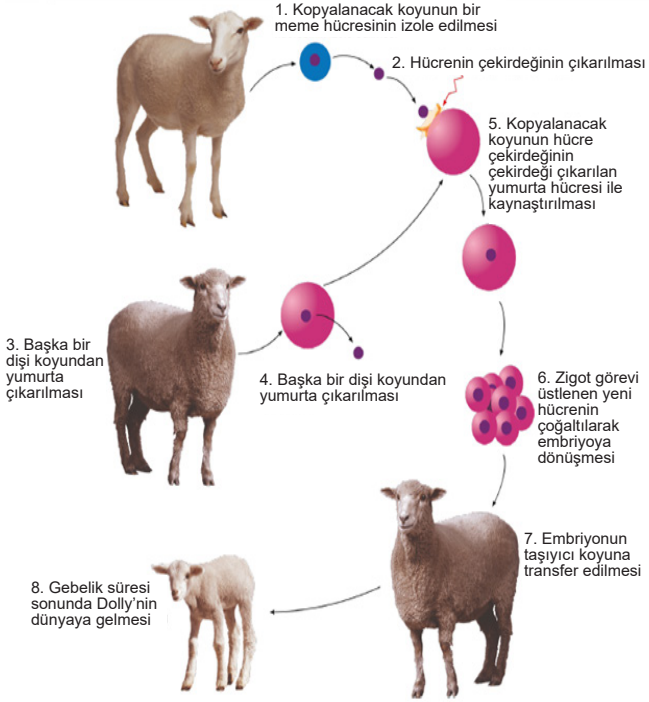 1. Kopyalanacak koyunun bir
meme hücresinin izole edilmesi
2. Hücrenin çekirdeğinin çıkarılması
3. Başka bir
dişi koyundan
yumurta
çıkarılması
4. Başka bir dişi koyundan
yumurta çıkarılması
5. Kopyalanacak
koyunun hücre
çekirdeğinin
çekirdeği çıkarılan
yumurta hücresi ile
kaynaştırılması
6. Zigot görevi
üstlenen yeni
hücrenin
çoğaltılarak
embriyoya
dönüşmesi
7. Embriyonun
taşıyıcı koyuna
transfer edilmesi
8. Gebelik süresi
sonunda Dolly’nin
dünyaya gelmesi